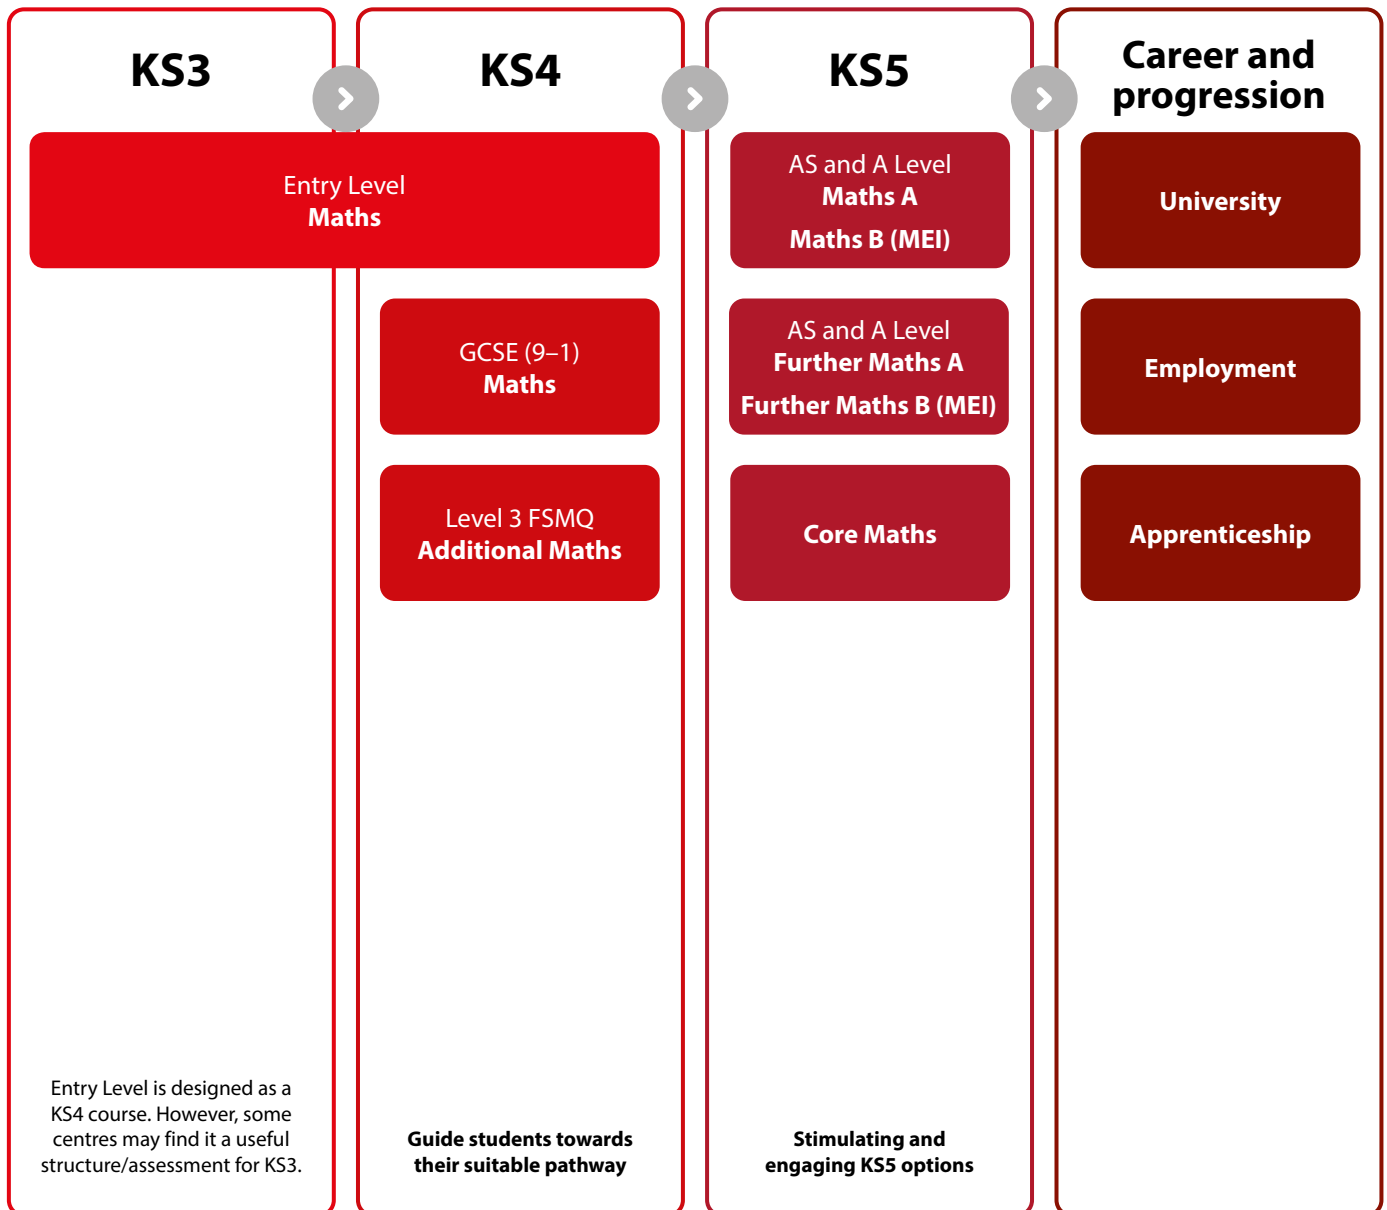 KS3
Entry Level
Maths
Entry Level is designed as a
KS4 course. However, some
centres may find it a useful
structure/assessment for KS3.
KS4
GCSE (9–1)
Maths
Level 3 FSMQ
Additional Maths
Guide students towards
their suitable pathway
KS5
AS and A Level
Maths A
Maths B (MEI)
AS and A Level
Further Maths A
Further Maths B (MEI)
Core Maths
Stimulating and
engaging KS5 options
Career and
progression
University
Employment
Apprenticeship